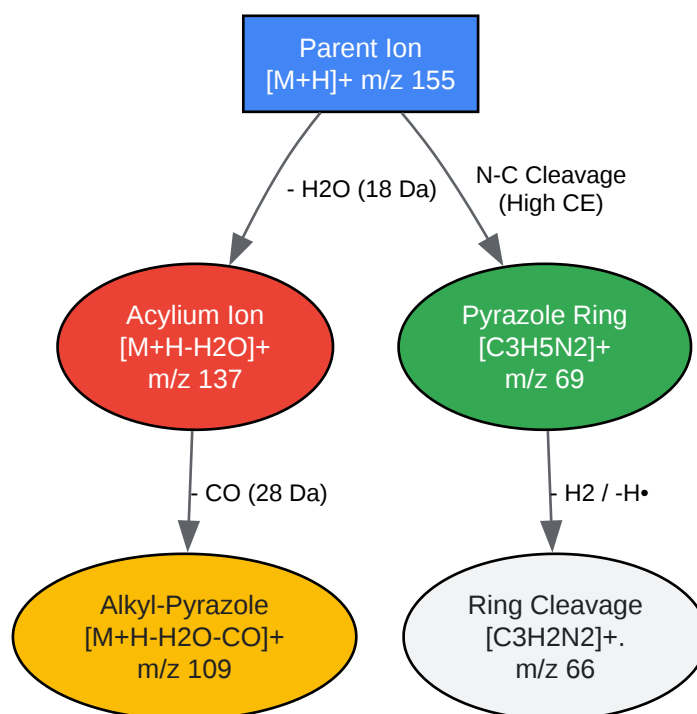 Parent Ion
[M+H]+ m/z 155
- H2O (18 Da)
N-C Cleavage
(High CE)
Acylium Ion
[M+H-H2O]+
m/z 137
Pyrazole Ring
[C3H5N2]+
m/z 69
- CO (28 Da)
- H2 / -H•
Alkyl-Pyrazole
[M+H-H2O-CO]+
m/z 109
Ring Cleavage
[C3H2N2]+.
m/z 66